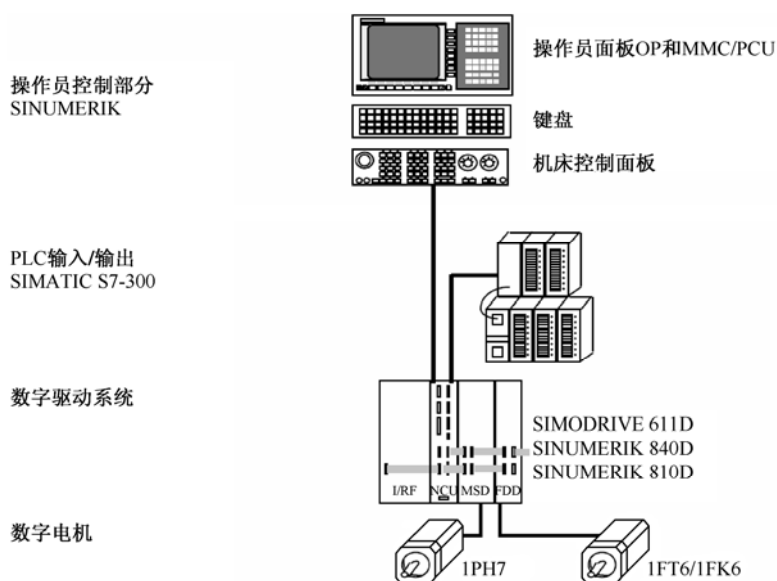 操作员面板OP和MMC/PCU
操作员控制部分
SINUMERIK
键盘
机床控制面板
PLC输入/输出
SIMATIC S7-300
数字驱动系统
SIMODRIVE 611D
SINUMERIK 840D
SINUMERIK 810D
I/RF NCU MSD FDD
数字电机
1PH7
1FT6/1FK6